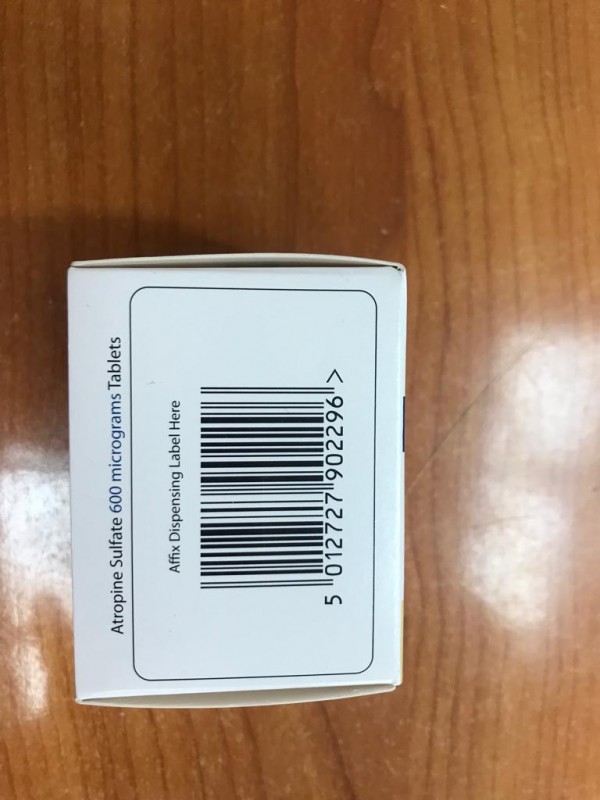 Atropine Sulfate 600 micrograms Tablets
Affix Dispensing Label Here
5 012727 902296 >